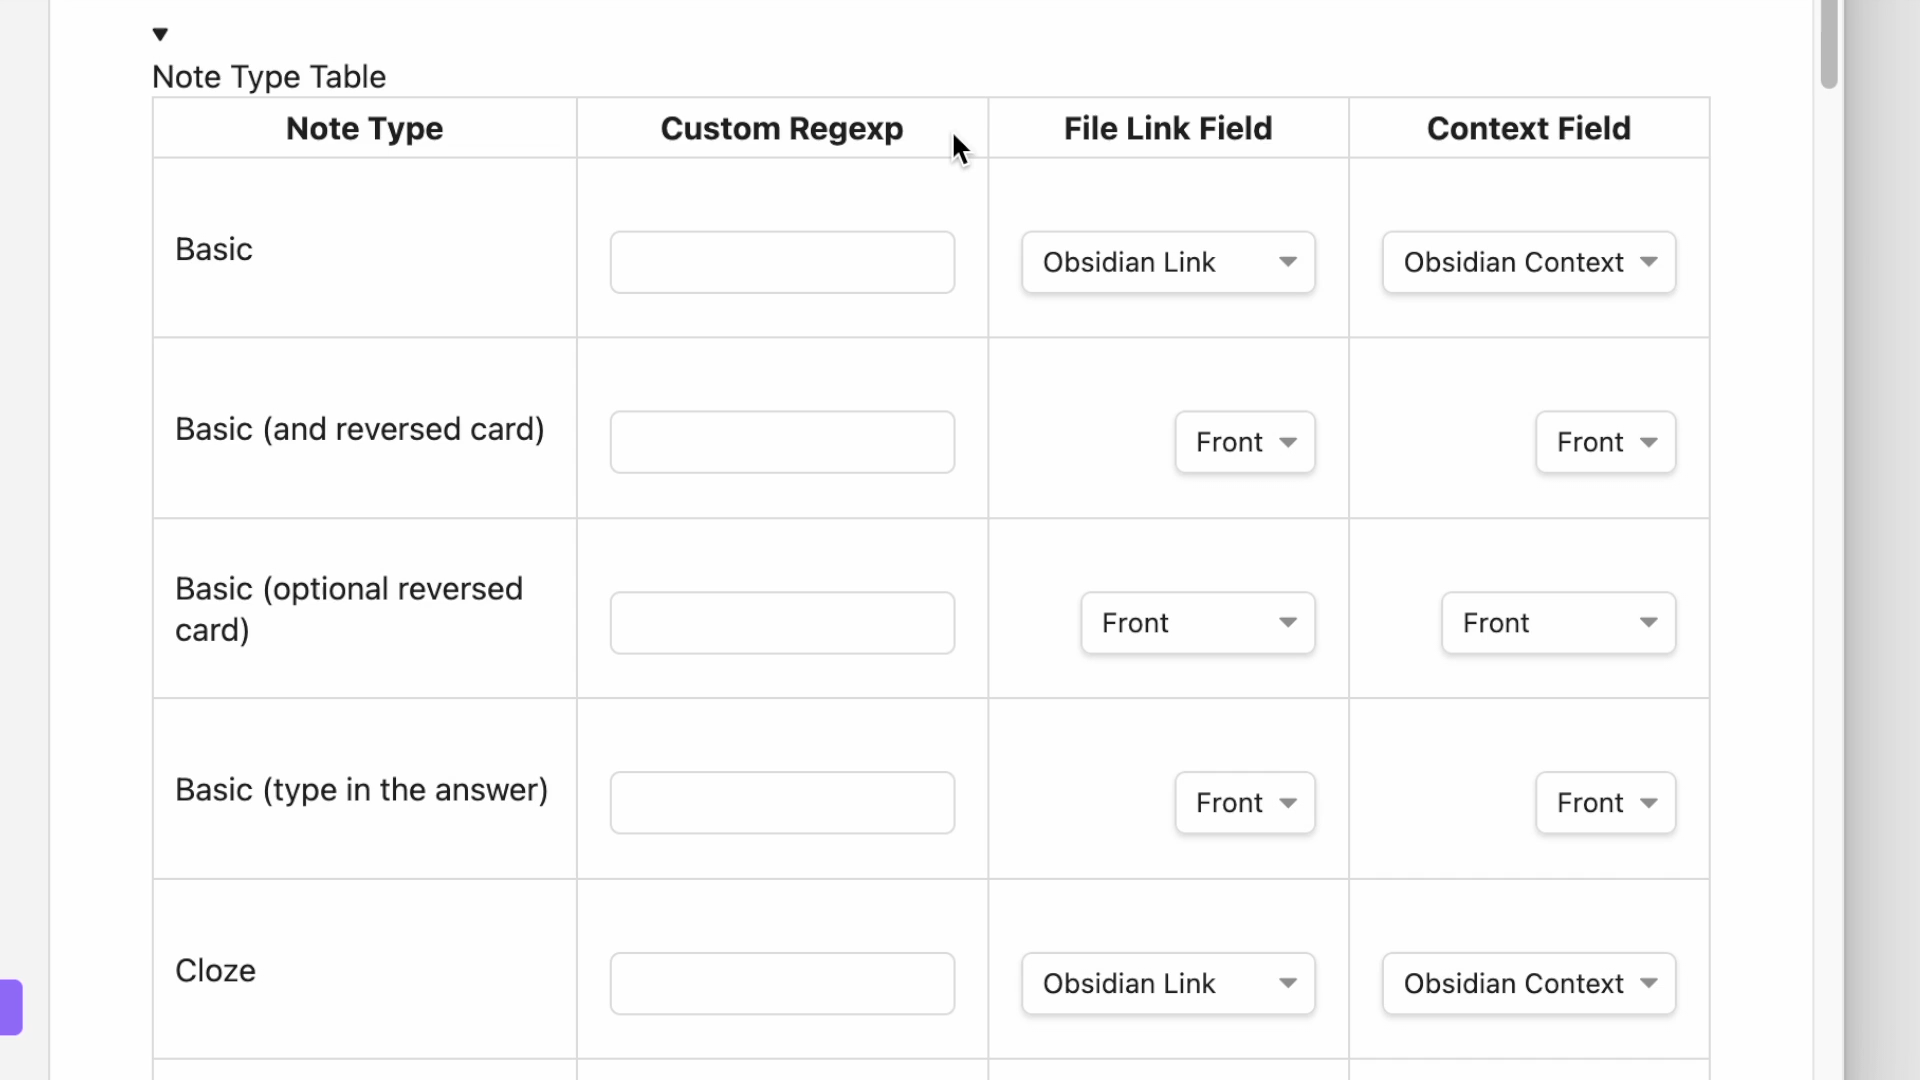 Note Type Table
Note Type Custom Regexp File Link Field Context Field
Basic Obsidian Link Obsidian Context
Basic (and reversed card) Front Front
Basic (optional reversed
card) Front Front
Basic (type in the answer) Front Front
Cloze Obsidian Link Obsidian Context